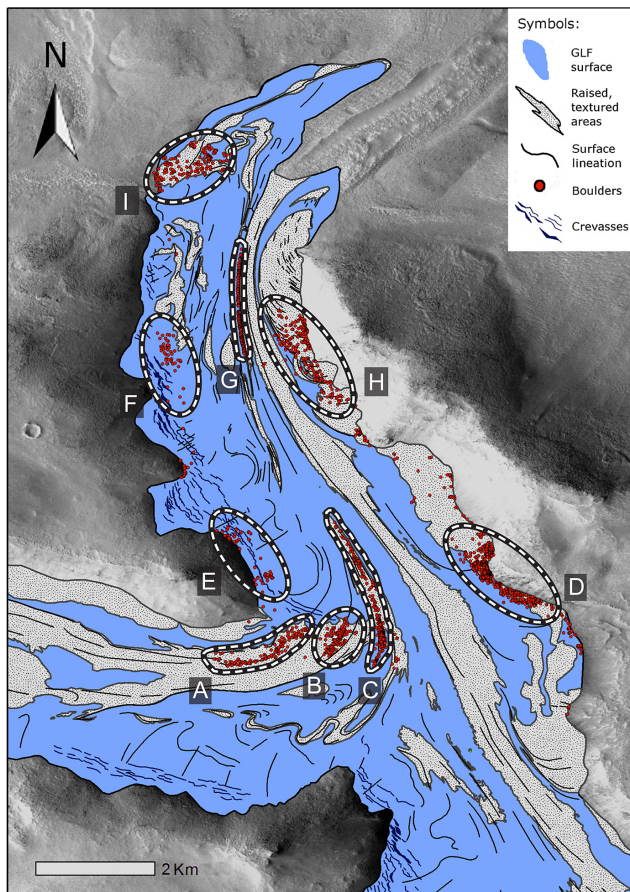 N
Symbols:
GLF
surface
Raised,
textured
areas
Surface
lineation
Boulders
Crevasses
I
G
H
F
E
D
A
B
C
2 Km